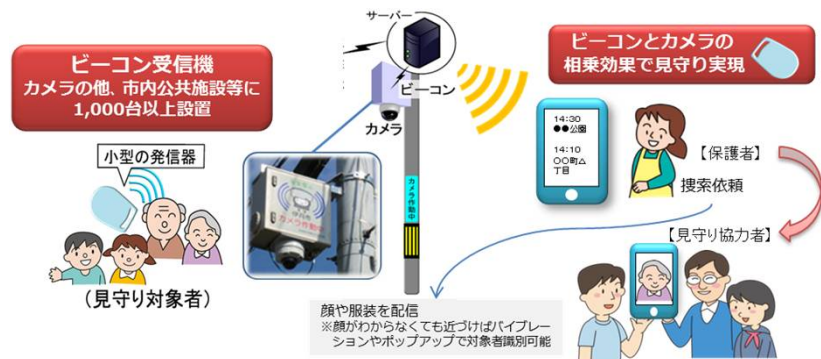 サーバー
ビーコン受信機
カメラの他、市内公共施設等に
1,000台以上設置
ビーコン
カメラ
ビーコンとカメラの
相乗効果で見守り実現
小型の発信器
(見守り対象者)
カメラ作動中
カメラ作動中
14:30
●●公園
14:10
○○町△
丁目
【保護者】
捜索依頼
【見守り協力者】
顔や服装を配信
※顔がわからなくても近づけばバイブレー
ションやポップアップで対象者識別可能